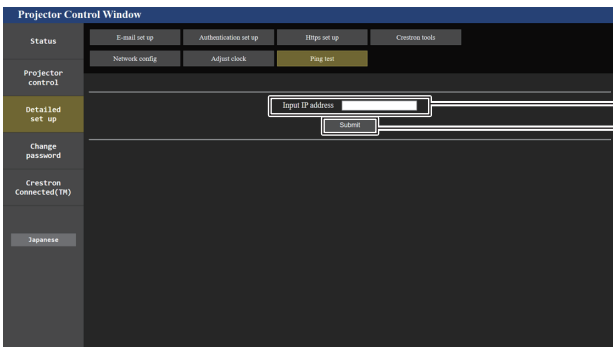 Projector Control Window
Status
E-mail set up
Authentication set up
Https set up
Crestron tools
Network config
Adjust clock
Ping test
Projector
control
Detailed
set up
Input IP address
Submit
Change
password
Crestron
Connected(TM)
Japanese